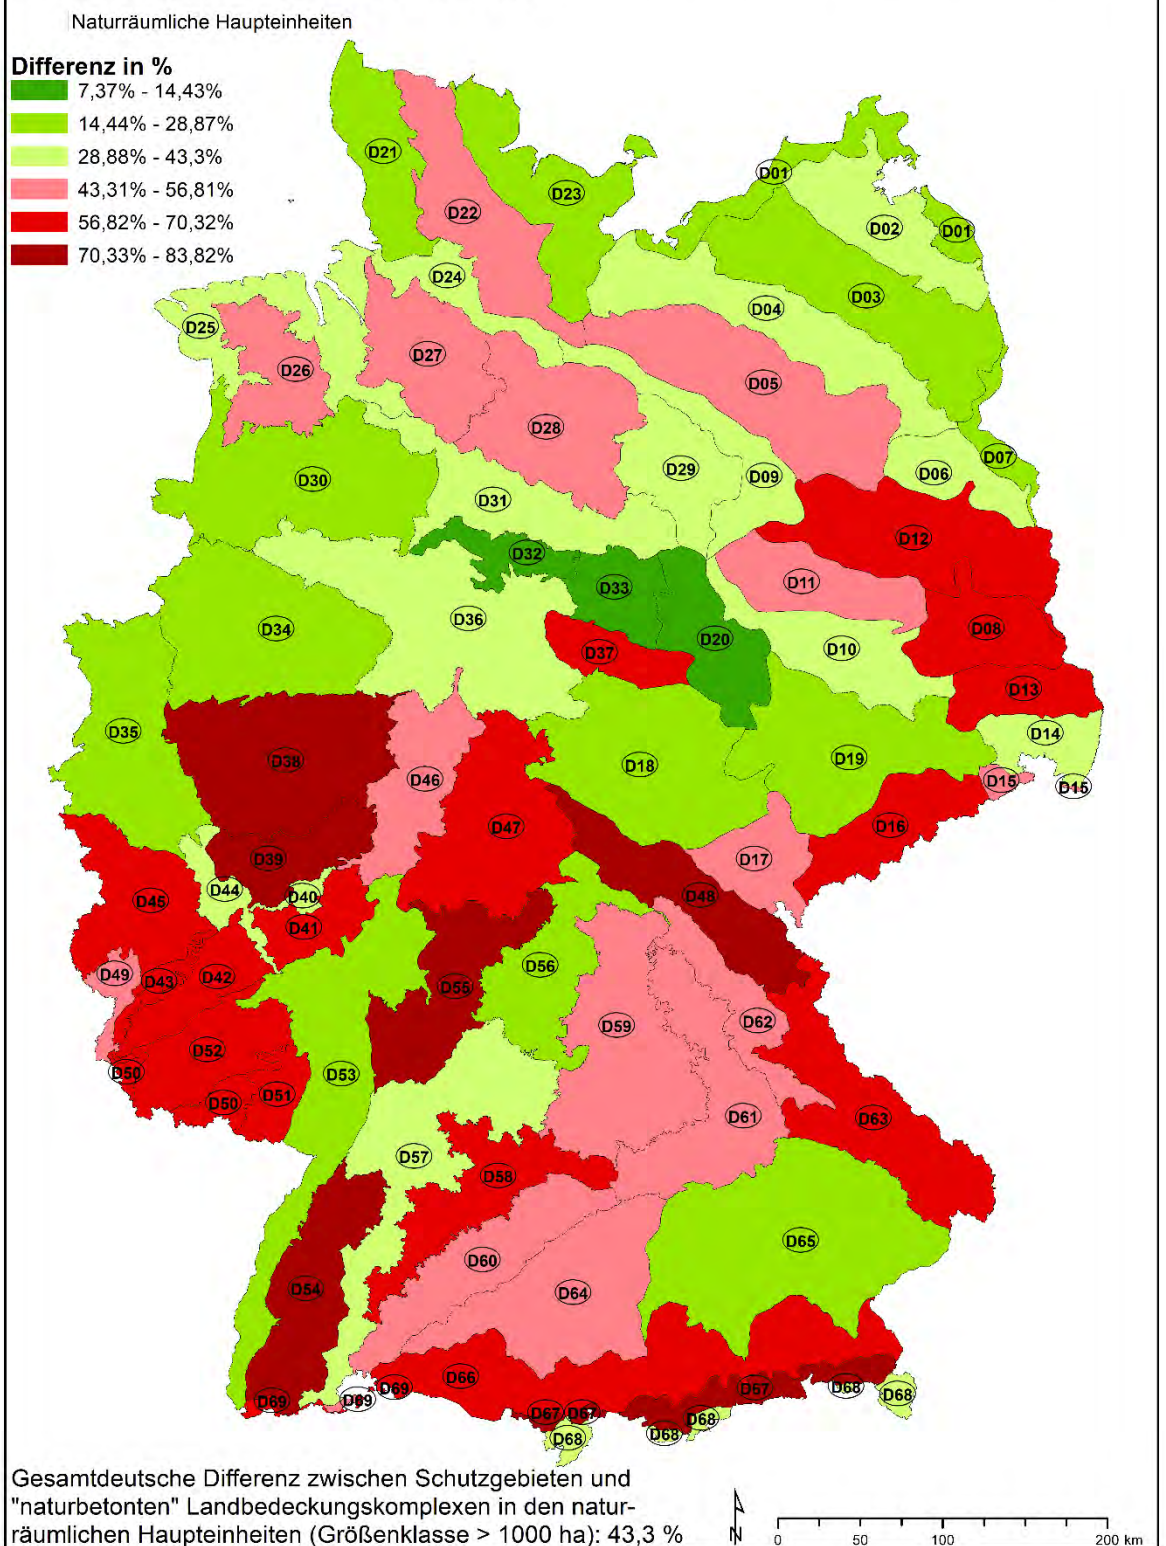 Naturräumliche Haupteinheiten
Differenz in %
7,37% - 14,43%
14,44% - 28,87%
28,88% - 43,3%
43,31% - 56,81%
56,82% - 70,32%
70,33% - 83,82%
D21
D01
D23
D22
D02
D01
D24
D03
D04
D25
D27
D26
D05
D28
D07
D29
D06
D30
D09
D31
D12
D32
D11
D33
D36
D34
D08
D20
D10
D37
D13
D35
D14
D38
D19
D18
D46
D15
D15
D47
D16
D39
D17
D44
D40
D48
D45
D41
D56
D49
D42
D43
D55
D62
D59
D52
D50
D53
D51
D50
D61
D63
D57
D58
D65
D60
D54
D64
D66
D69
D67
D68
D68
D69
D69
D67
D67
D68
D68
D68
Gesamtdeutsche Differenz zwischen Schutzgebieten und
"naturbetonten" Landbedeckungskomplexen in den natur-
räumlichen Haupteinheiten (Größenklasse > 1000 ha): 43,3 %
N
0 50 100 200 km